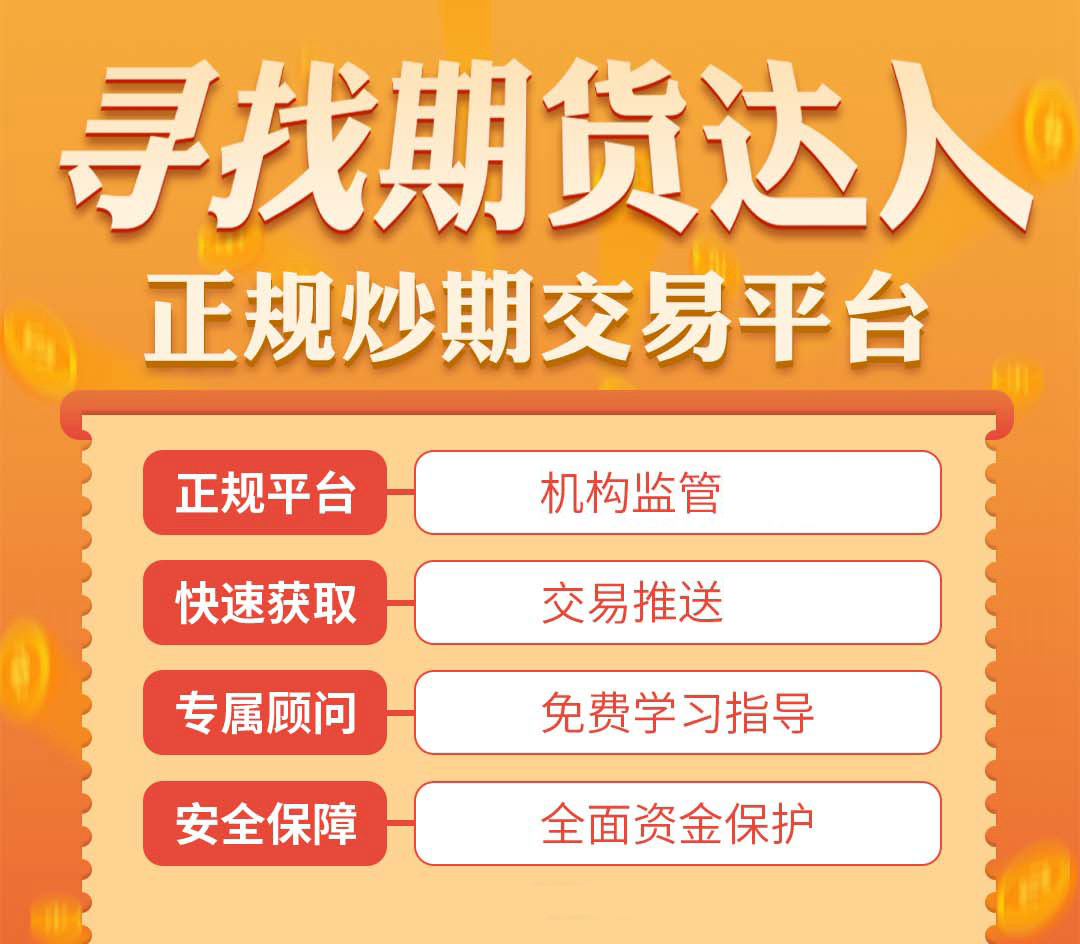 寻找期货达人
正规炒期交易平台
正规平台 机构监管
快速获取 交易推送
专属顾问 免费学习指导
安全保障 全面资金保护